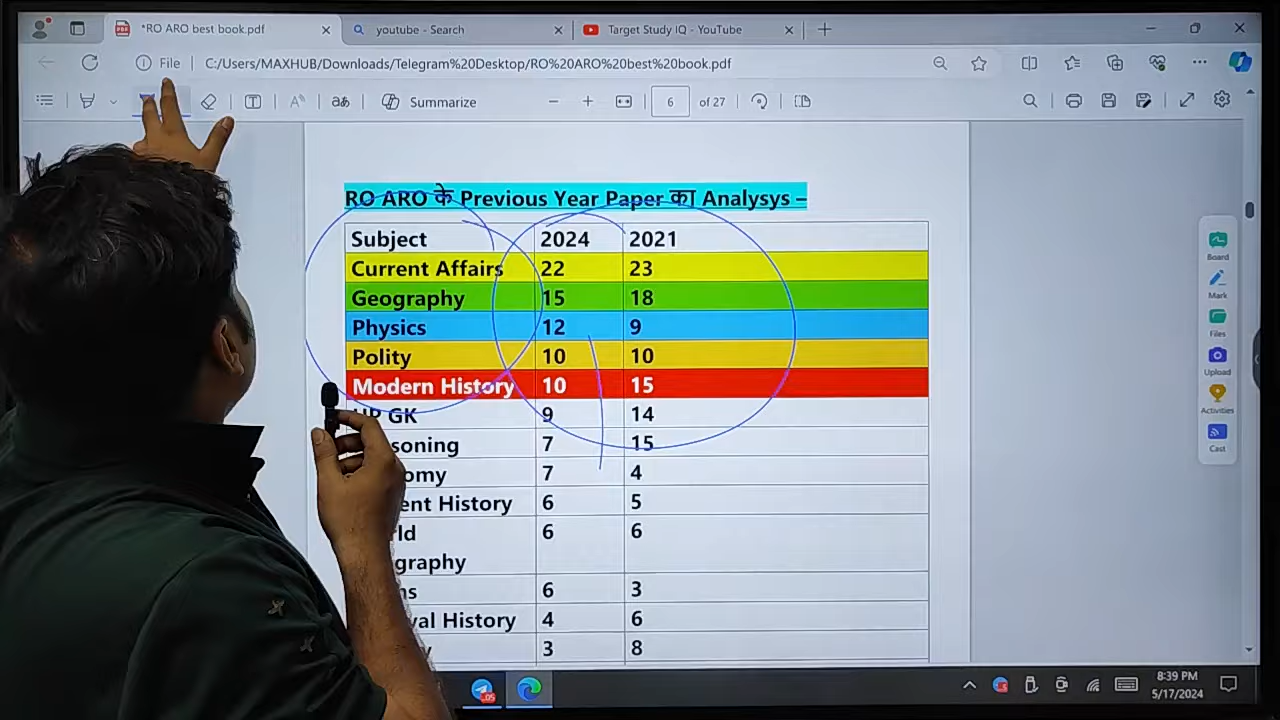 *RO ARO best book.pdf
youtube - Search
Target Study IQ - YouTube
File
C:/Users/MAXHUB/Downloads/Telegram%20Desktop/RO%20ARO%20best%20book.pdf
Summarize
6 of 27
RO ARO के Previous Year Paper का Analysys –
Subject 2024 2021
Current Affairs 22 23
Geography 15 18
Physics 12 9
Polity 10 10
Modern History 10 15
UP GK 9 14
soning 7 15
omy 7 4
ent History 6 5
ld 6 6
graphy
hs 6 3
val History 4 6
3 8
Board
Mark
Files
Upload
Activities
Cast
8:39 PM
5/17/2024